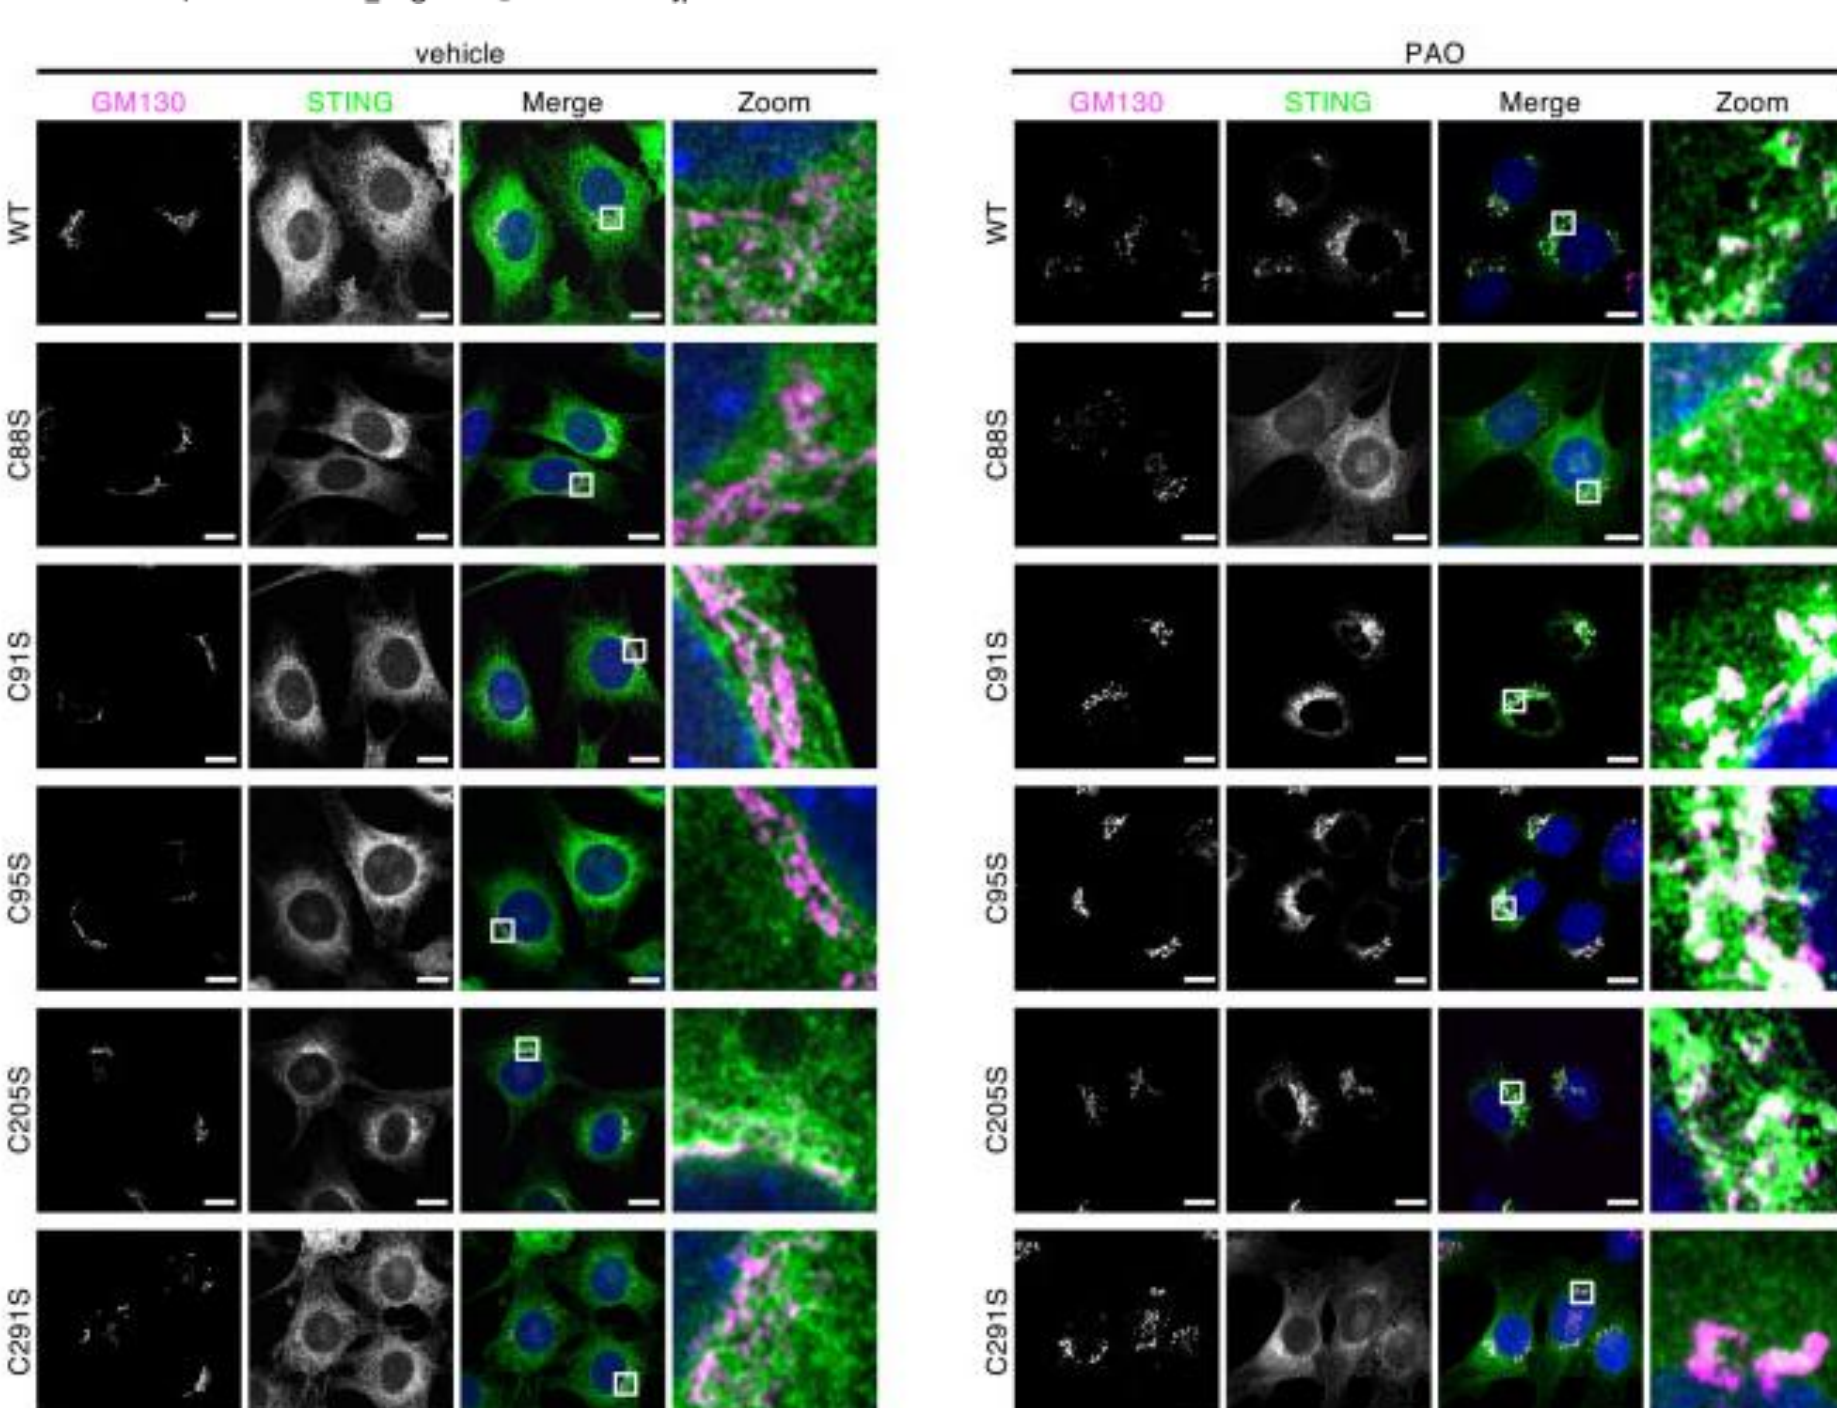 vehicle PAO
GM130 STING Merge Zoom GM130 STING Merge Zoom
WT WT
C88S C88S
C91S C91S
C95S C95S
C205S C205S
C291S C291S